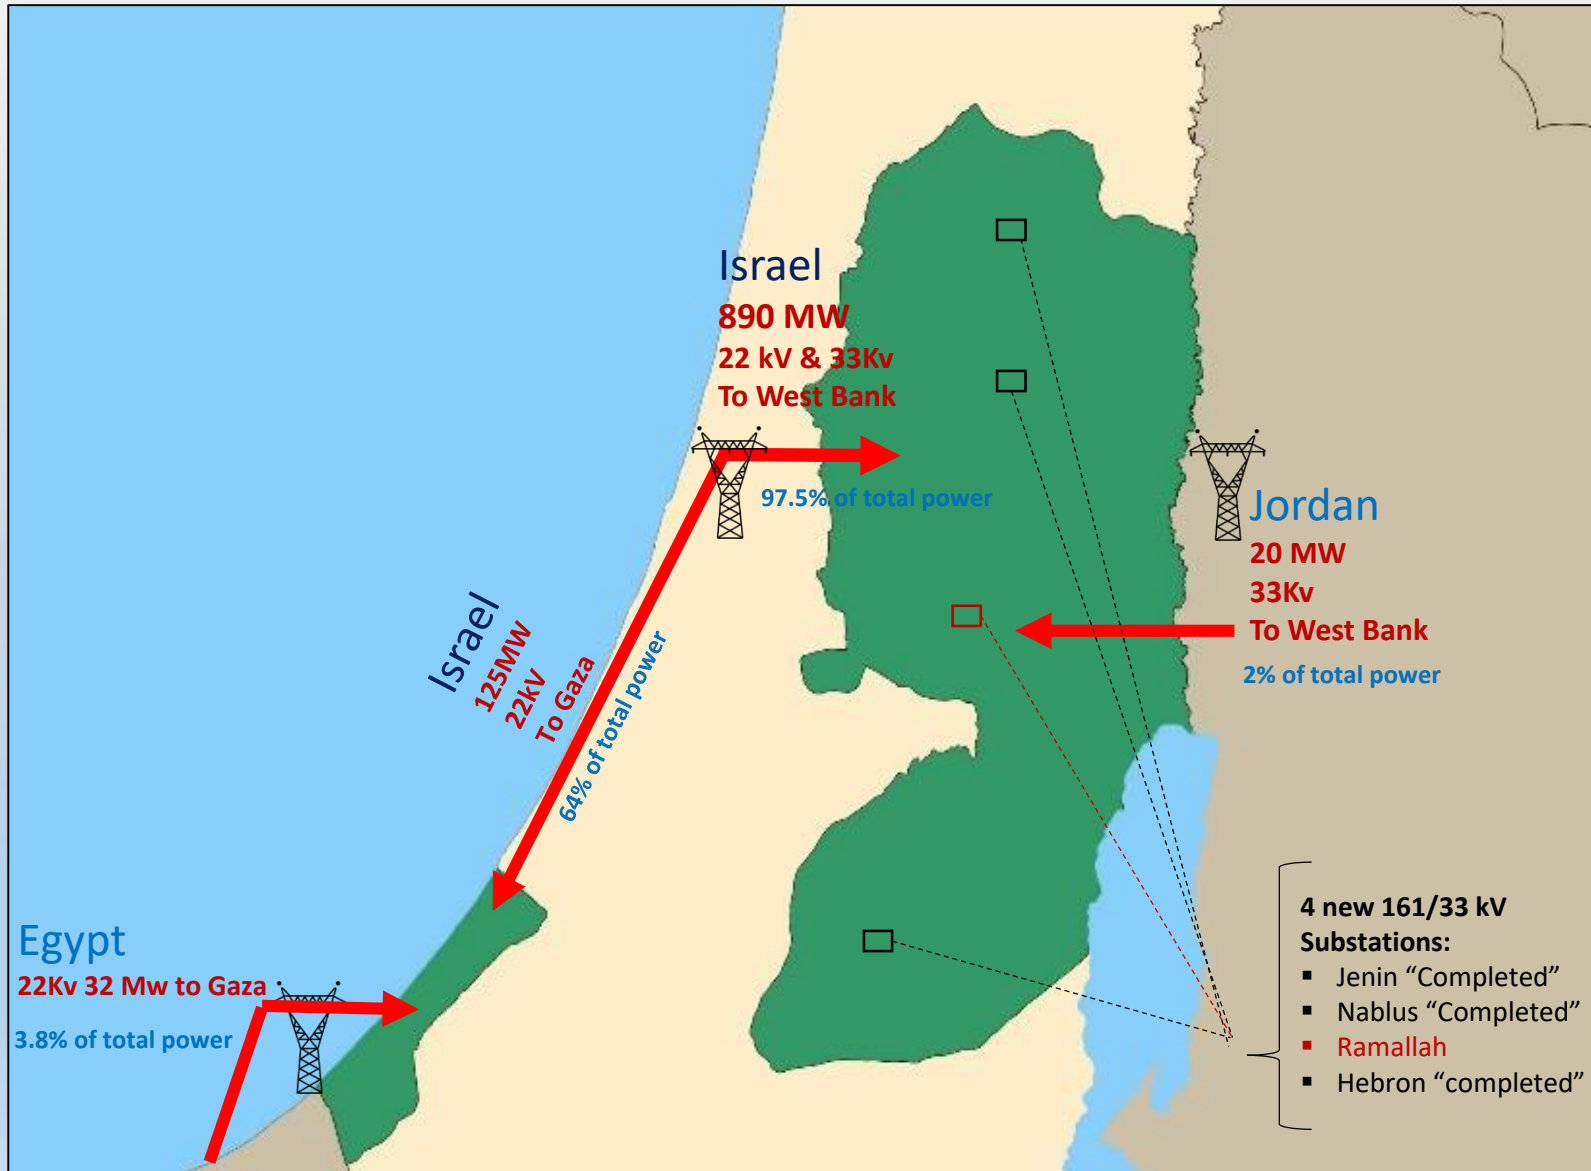 Israel
890 MW
22 kV & 33Kv
To West Bank
97.5% of total power
Jordan
20 MW
33Kv
To West Bank
2% of total power
Israel
125MW
22kV
To Gaza
64% of total power
Egypt
22Kv 32 Mw to Gaza
3.8% of total power
4 new 161/33 kV
Substations:
▪ Jenin “Completed”
▪ Nablus “Completed”
▪ Ramallah
▪ Hebron “completed”